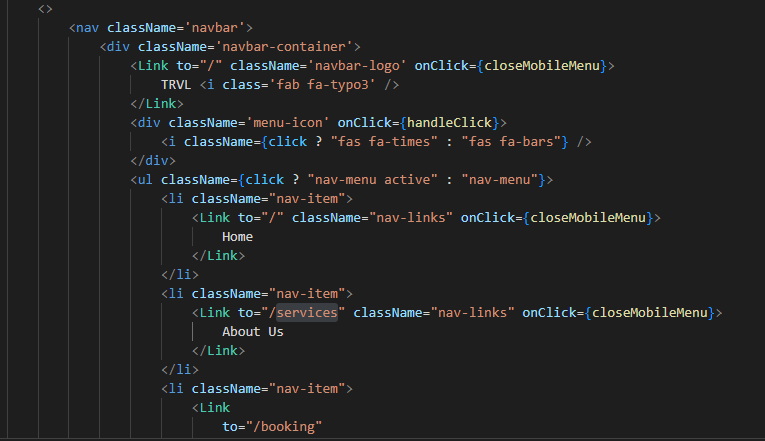 <>
<nav className='navbar'>
<div className='navbar-container'>
<Link to="/" className='navbar-logo' onClick={closeMobileMenu}>
TRVL <i class='fab fa-typo3' />
</Link>
<div className='menu-icon' onClick={handleClick}>
<i className={click ? "fas fa-times" : "fas fa-bars"} />
</div>
<ul className={click ? "nav-menu active" : "nav-menu"}>
<li className="nav-item">
<Link to="/" className="nav-links" onClick={closeMobileMenu}>
Home
</Link>
</li>
<li className="nav-item">
<Link to="/services" className="nav-links" onClick={closeMobileMenu}>
About Us
</Link>
</li>
<li className="nav-item">
<Link
to="/booking"